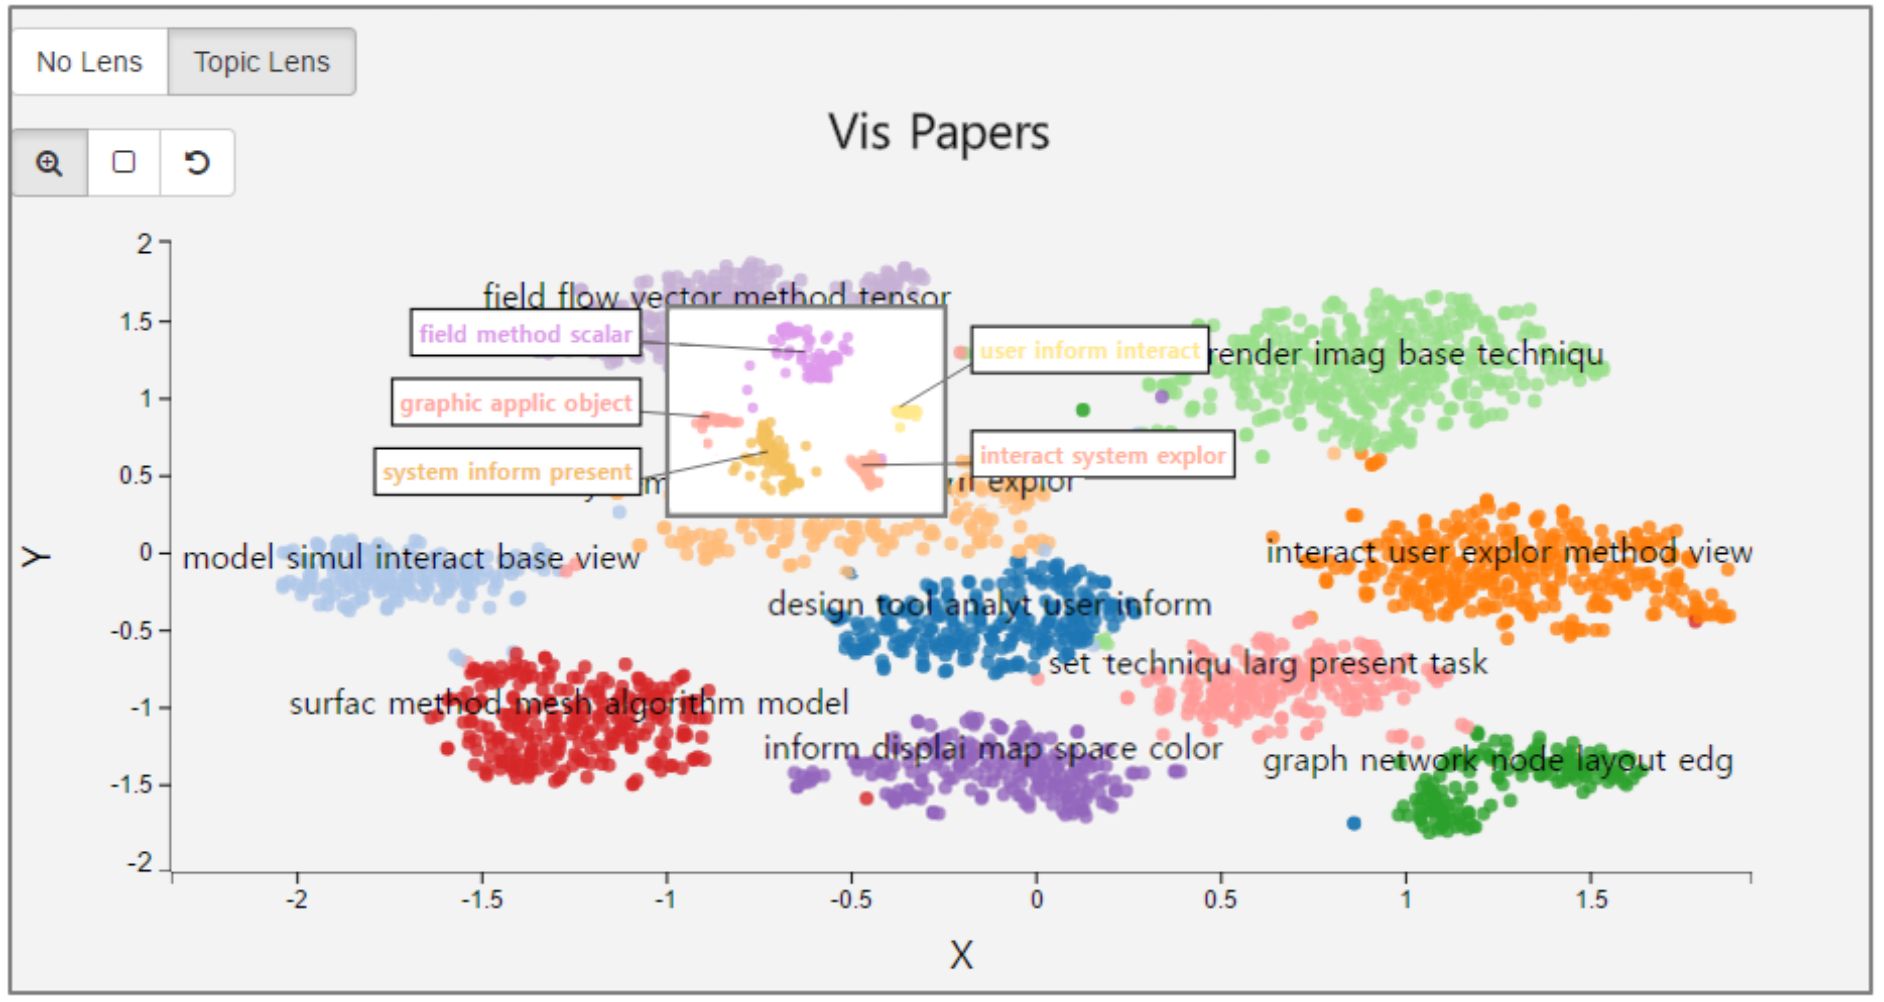 No Lens
Topic Lens
Vis Papers
2
1.5
1
0.5
0
-0.5
-1
-1.5
-2
Y
field flow vector method tensor
field method scalar
user inform interact
render imag base techniqu
graphic applic object
interact system explor
system inform present
explor
model simul interact base view
interact user explor method view
design tool analyt user inform
set techniqu larg present task
surfac method mesh algorithm model
inform displai map space color
graph network node layout edg
-2
-1.5
-1
-0.5
0
0.5
1
1.5
X